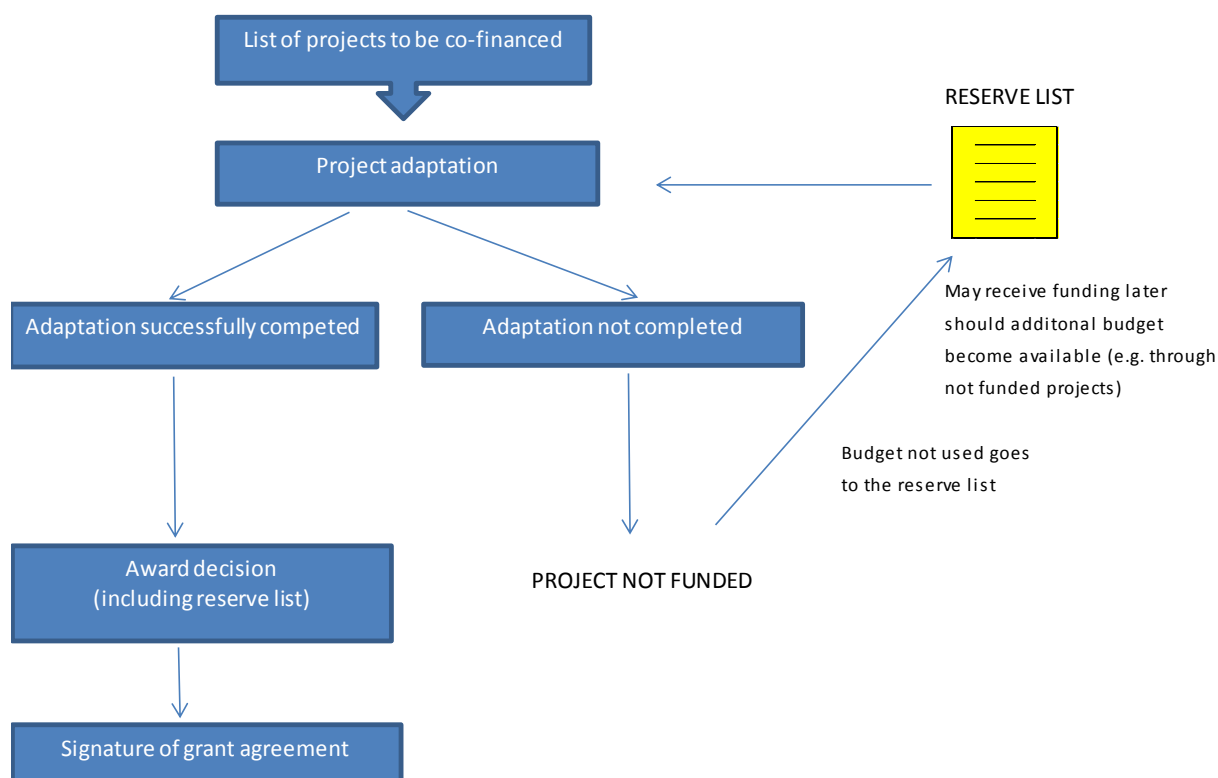 List of projects to be co-financed
RESERVE LIST
Project adaptation
May receive funding later
should additonal budget
become available (e.g. through
not funded projects)
Adaptation successfully competed
Adaptation not completed
Budget not used goes
to the reserve list
Award decision
(including reserve list)
PROJECT NOT FUNDED
Signature of grant agreement